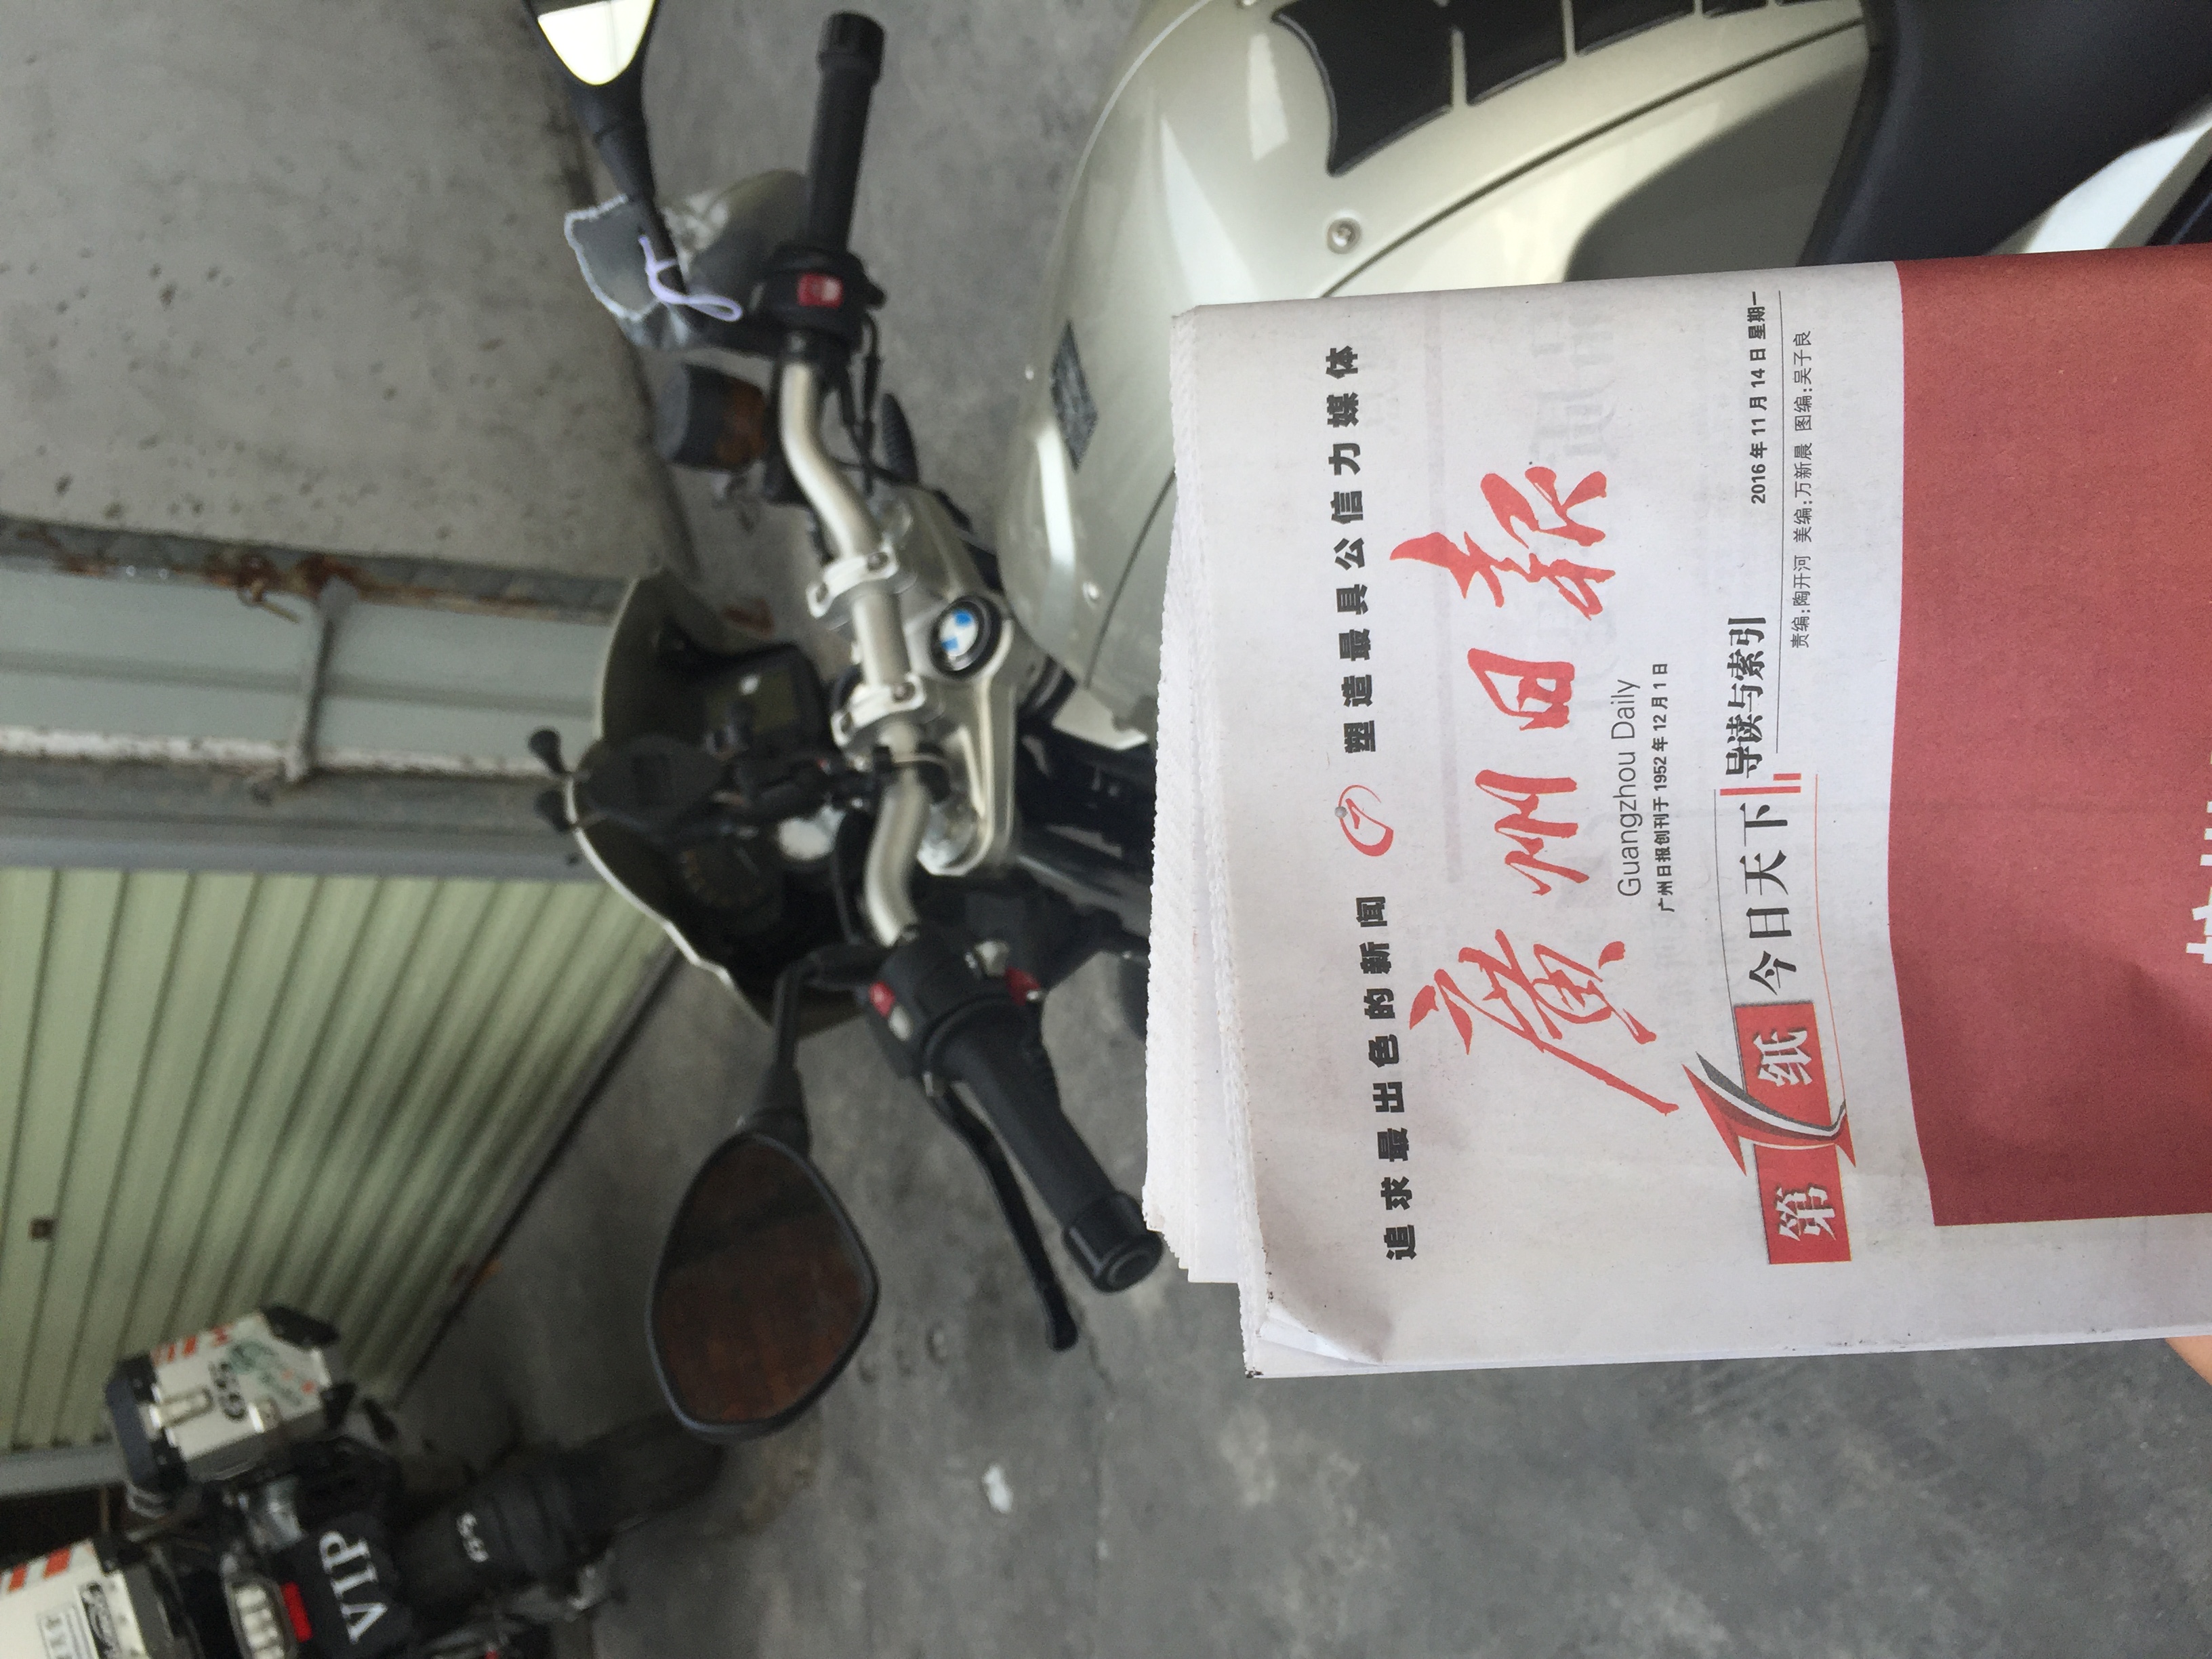 追求最出色的新闻 塑造最具公信力媒体
廣州日报
Guangzhou Daily
广州日报创刊于1952年12月1日
第1纸 今日天下 导读与索引
2016年11月14日 星期一
责编:陶开河 美编:万新晨 图编:吴子良
VIP